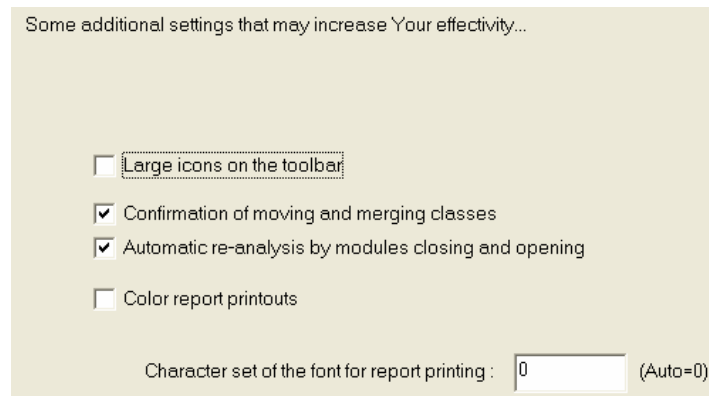 Some additional settings that may increase Your effectivity...
Large icons on the toolbar
Confirmation of moving and merging classes
Automatic re-analysis by modules closing and opening
Color report printouts
Character set of the font for report printing : 0 (Auto=0)